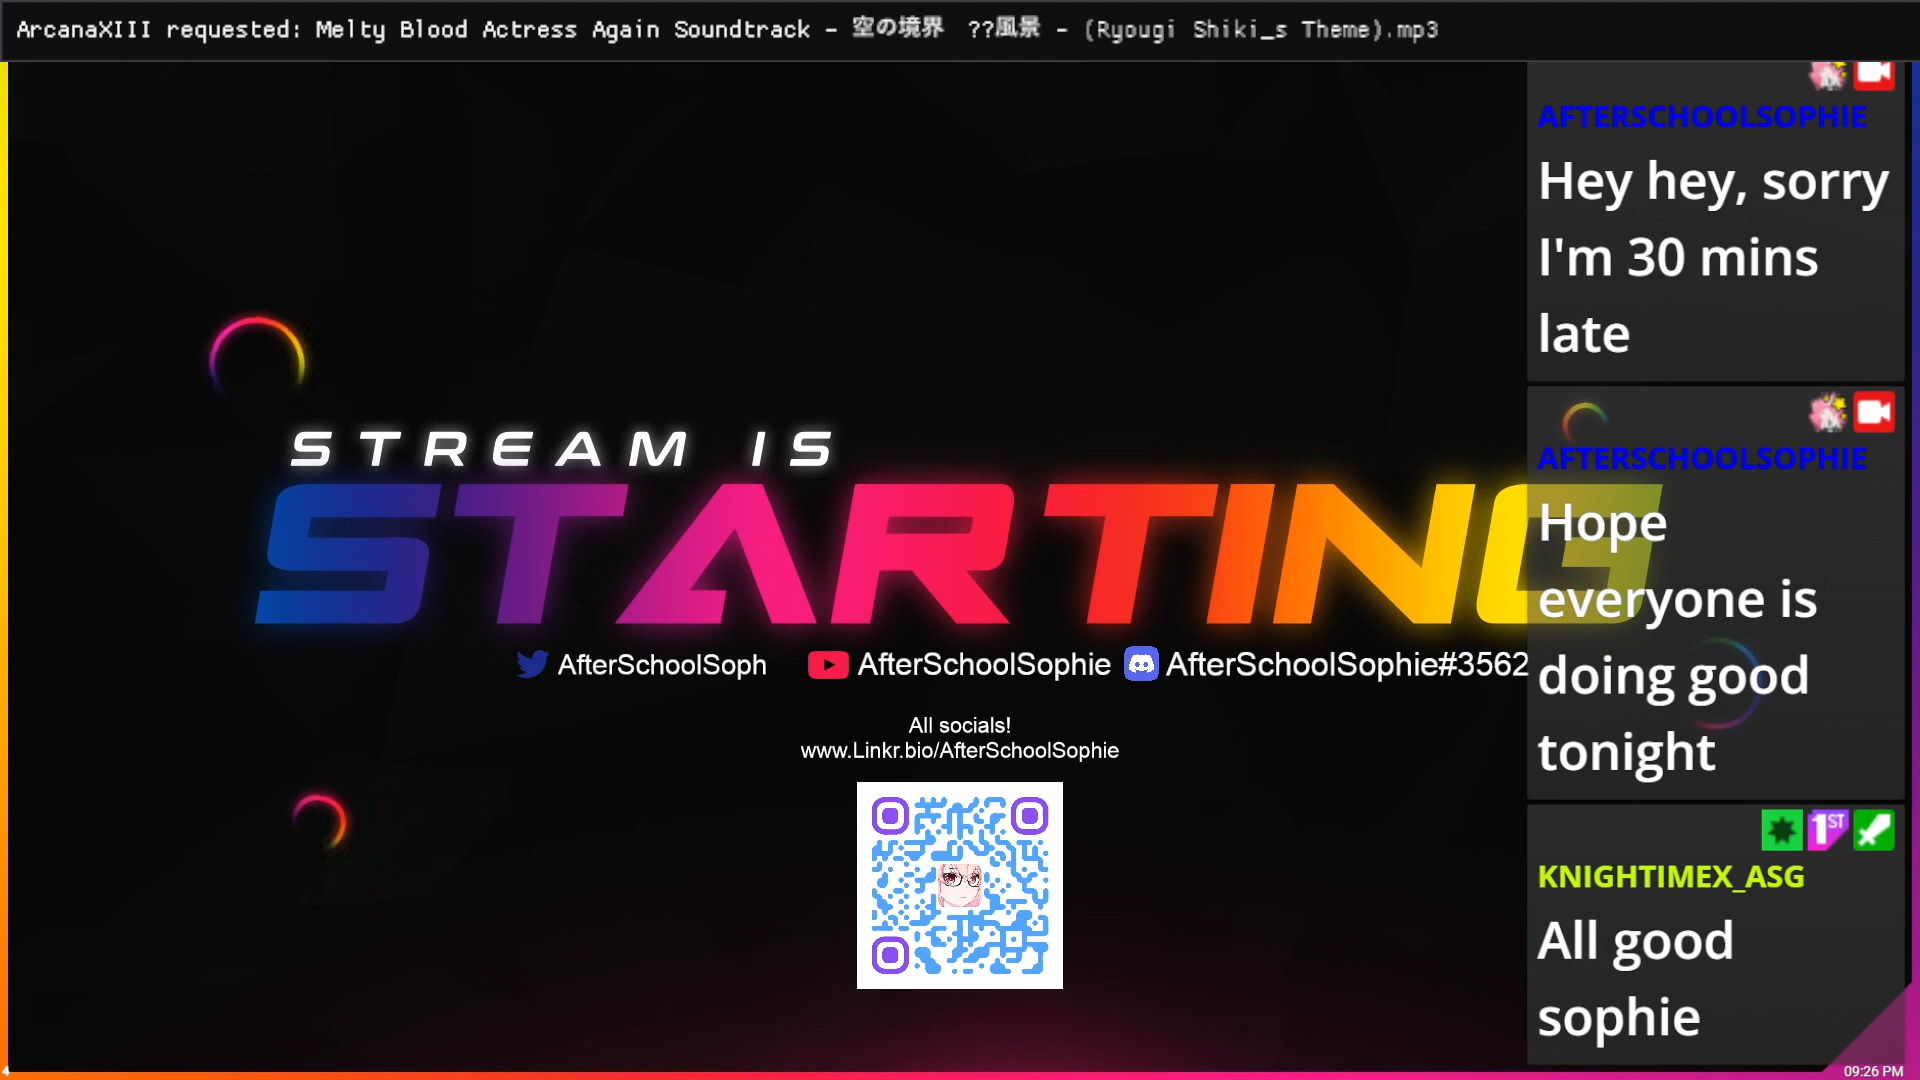 ArcanaXIII requested: Melty Blood Actress Again Soundtrack - 空の境界 ??風景 - (Ryougi Shiki_s Theme).mp3
AFTERSCHOOLSOPHIE
Hey hey, sorry
I'm 30 mins
late
AFTERSCHOOLSOPHIE
Hope
everyone is
doing good
tonight
1ST
KNIGHTIMEX_ASG
All good
sophie
STREAM IS
STARTING
AfterSchoolSoph
AfterSchoolSophie
AfterSchoolSophie#3562
All socials!
www.Linkr.bio/AfterSchoolSophie
4
09:26 PM